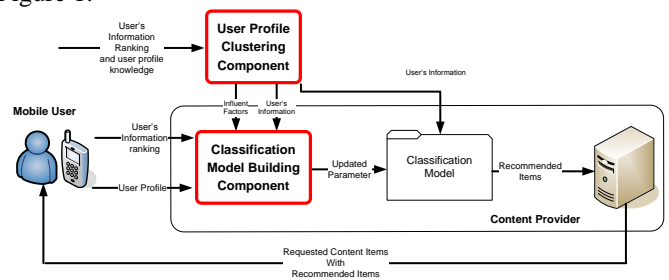 Figure 1.
User's
Information
Ranking
and user profile
knowledge
User Profile
Clustering
Component
User's Information
Influent
Factors
User's
Information
Mobile User
User's
Information
ranking
User Profile
Classification
Model Building
Component
Updated
Parameter
Classification
Model
Recommended
Items
Content Provider
Requested Content Items
With
Recommended Items